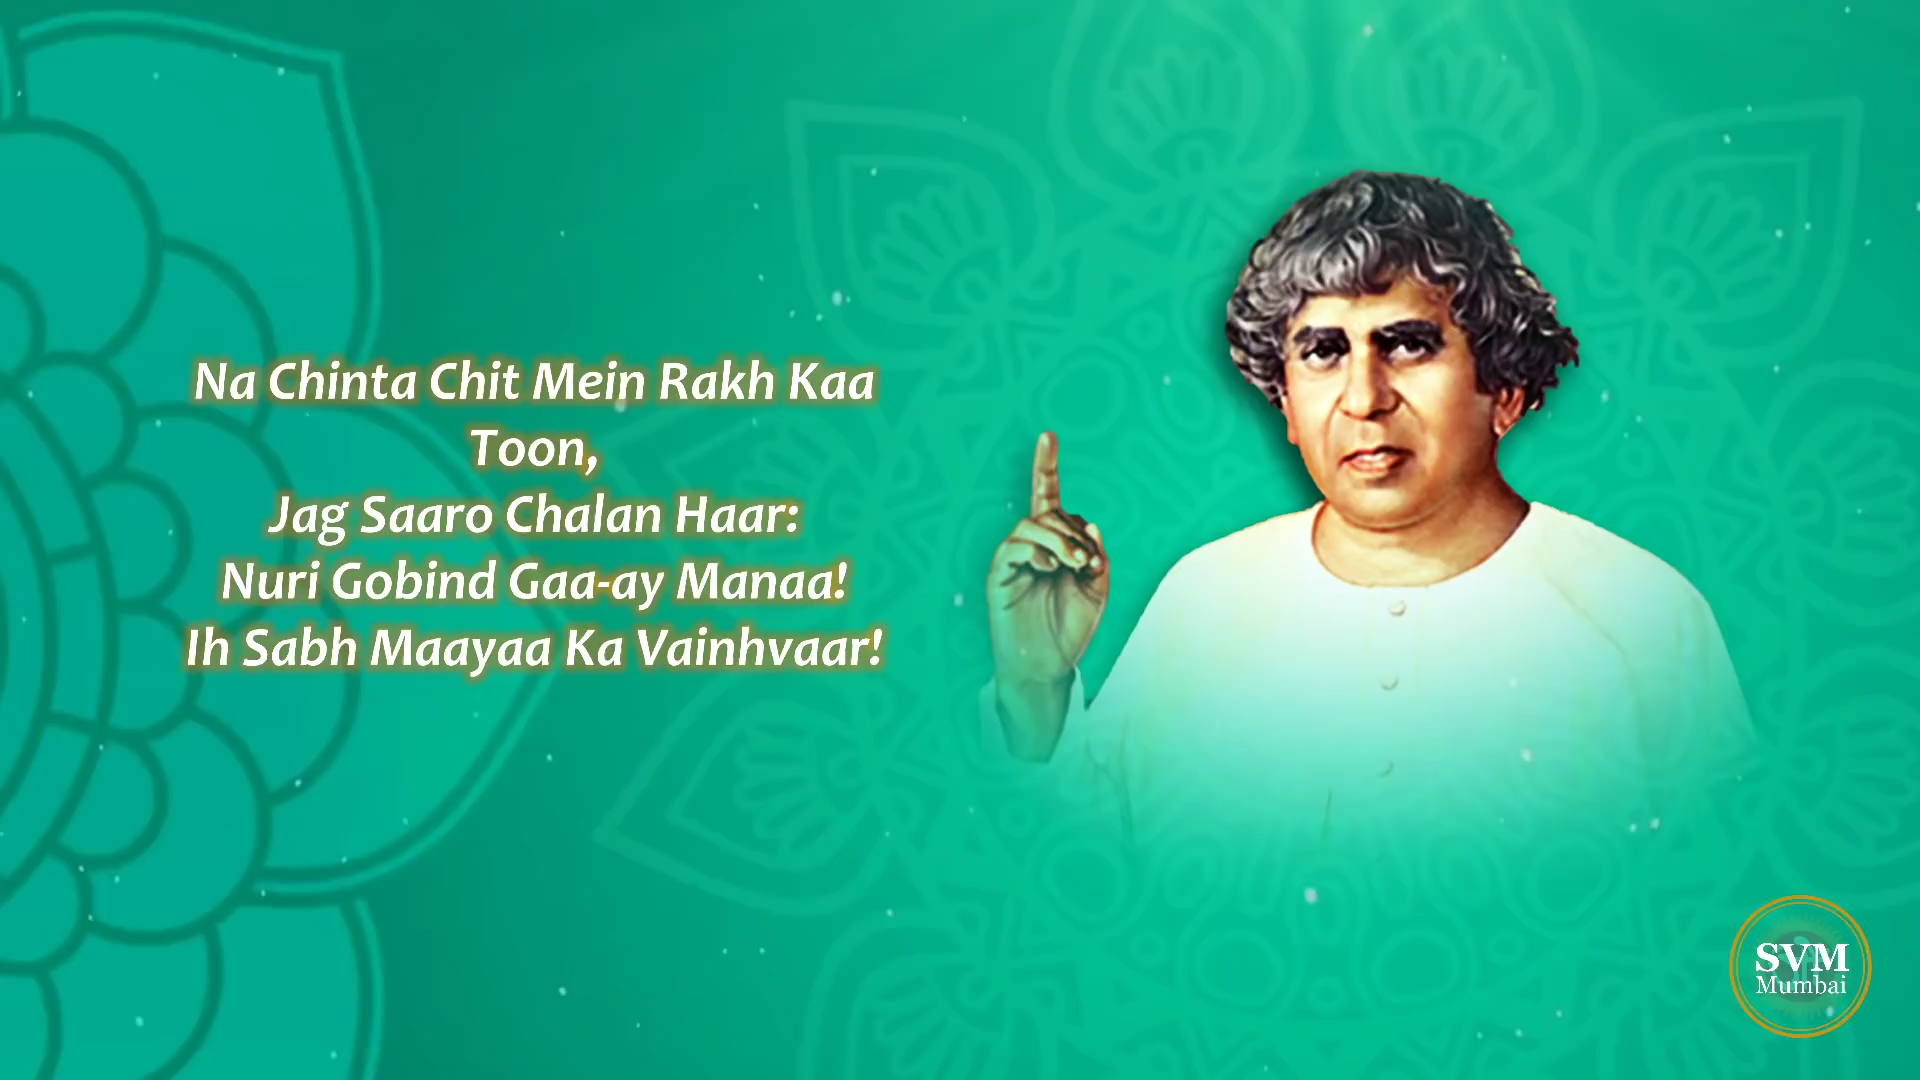 Na Chinta Chit Mein Rakh Kaa
Toon,
Jag Saaro Chalan Haar:
Nuri Gobind Gaa-ay Manaa!
Ih Sabh Maayaa Ka Vainhvaar!
SVM
Mumbai